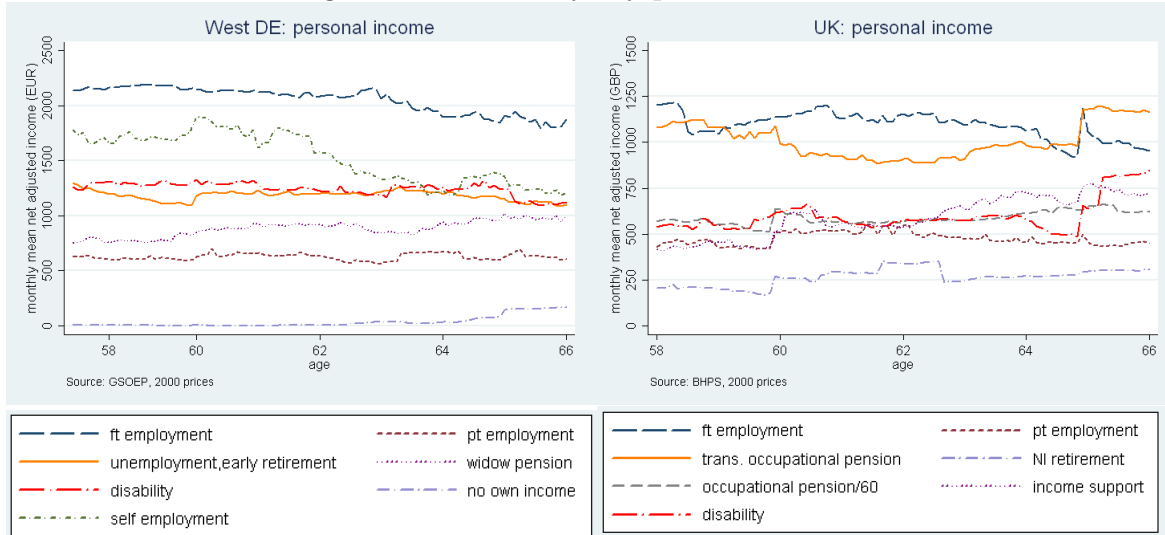 West DE: personal income
monthly mean net adjusted income (EUR)
2500
2000
1500
1000
500
0
58
60
62
64
66
age
Source: GSOEP, 2000 prices
ft employment
pt employment
unemployment,early retirement
widow pension
disability
no own income
self employment
UK: personal income
monthly mean net adjusted income (GBP)
1500
1250
1000
750
500
250
0
58
60
62
64
66
age
Source: BHPS, 2000 prices
ft employment
pt employment
trans. occupational pension
NI retirement
occupational pension/60
income support
disability